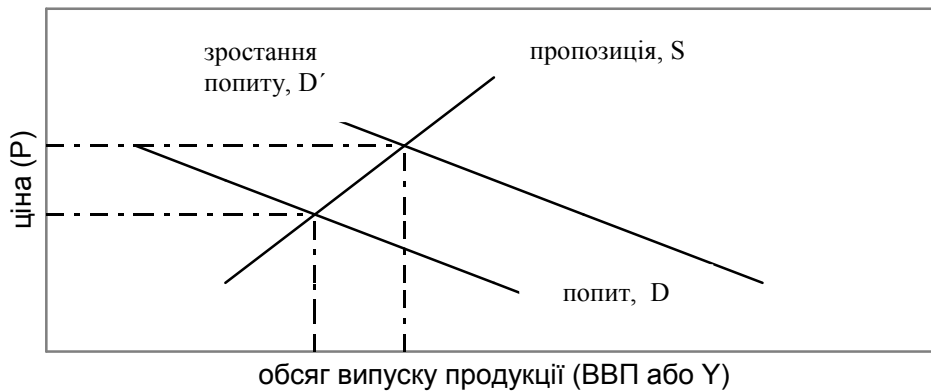 зростання
попиту, D´
пропозиція, S
ціна (P)
попит, D
обсяг випуску продукції (ВВП або Y)